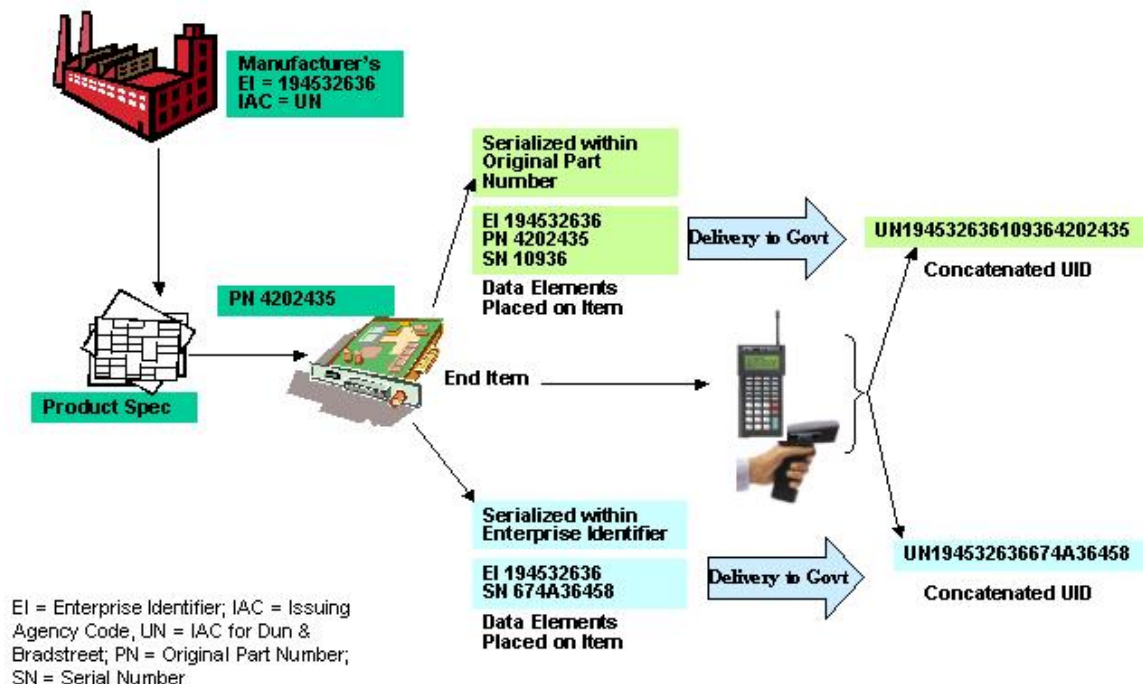 Manufacturer's
EI = 194532636
IAC = UN
Serialized within
Original Part
Number
EI 194532636
PN 4202435
SN 10936
Delivery to Govt
UN194532636109364202435
Concatenated UID
Data Elements
Placed on Item
PN 4202435
End Item
Product Spec
Serialized within
Enterprise Identifier
EI 194532636
SN 674A36458
Delivery to Govt
UN194532636674A36458
Concatenated UID
Data Elements
Placed on Item
EI = Enterprise Identifier; IAC = Issuing
Agency Code, UN = IAC for Dun &
Bradstreet; PN = Original Part Number;
SN = Serial Number